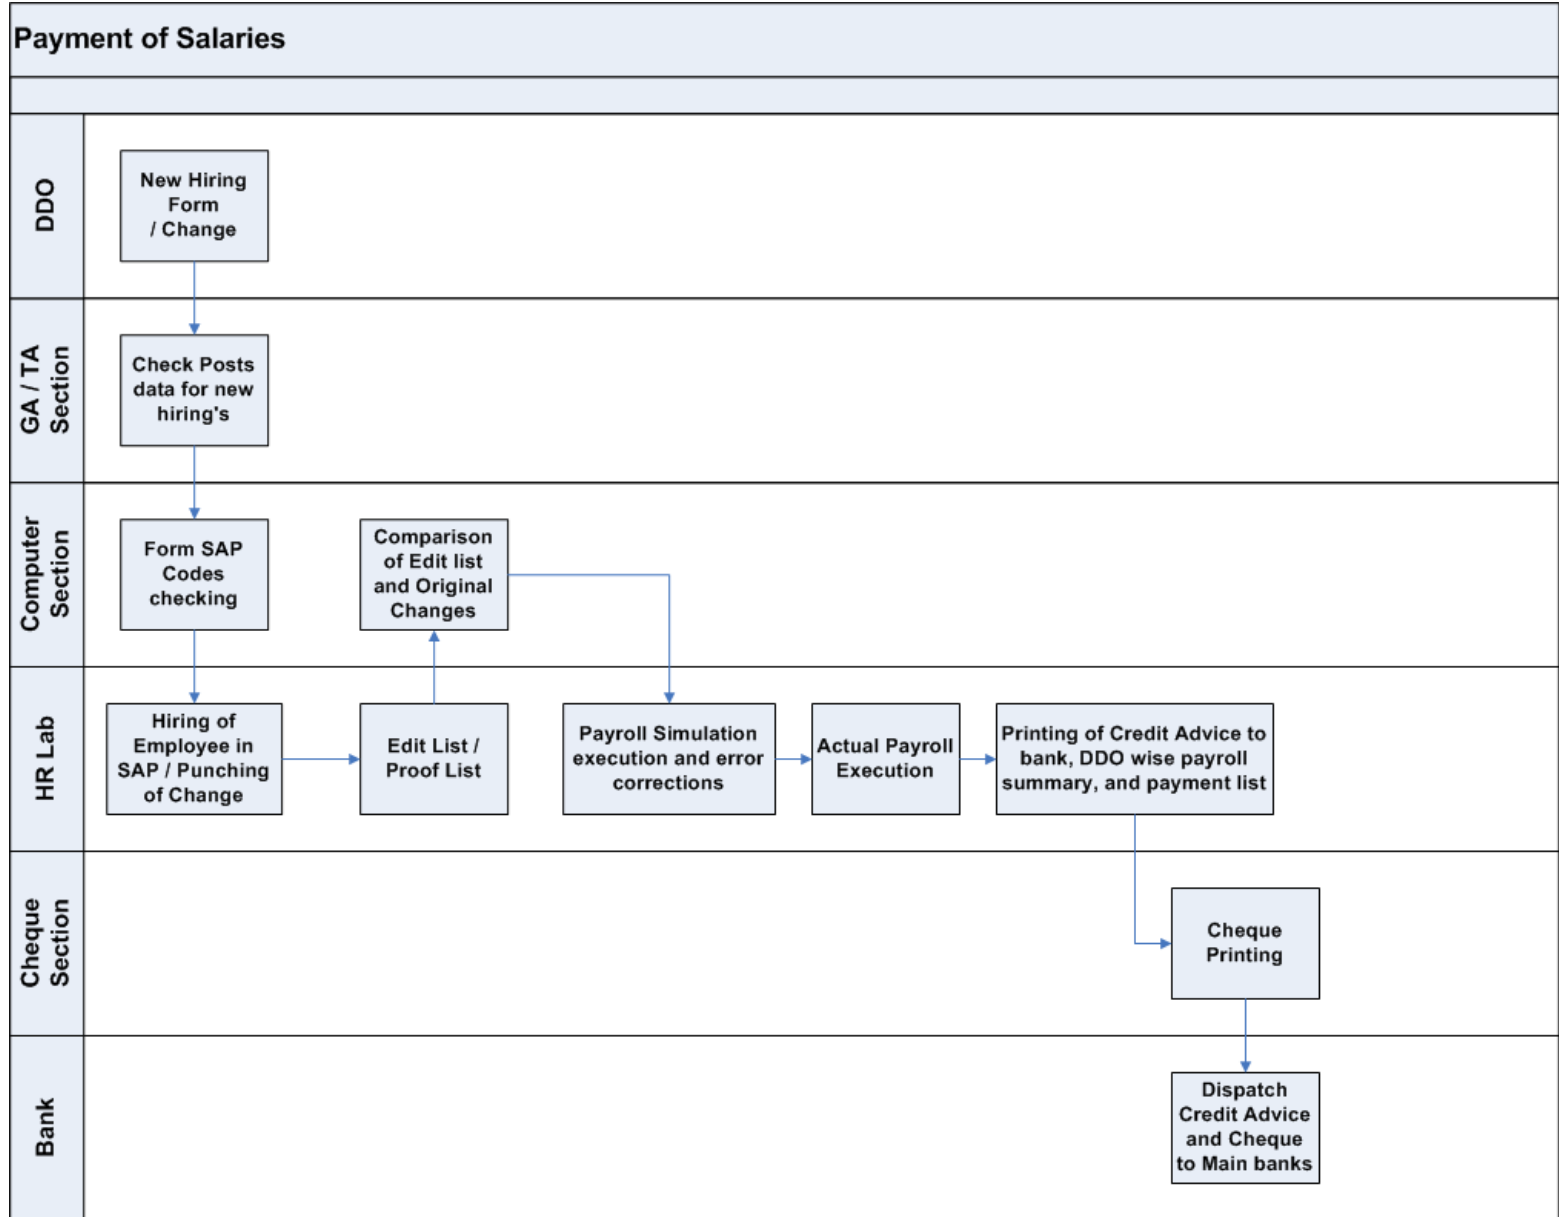 Payment of Salaries
DDO
New Hiring
Form
/ Change
GA / TA
Section
Check Posts
data for new
hiring's
Computer
Section
Form SAP
Codes
checking
Comparison
of Edit list
and Original
Changes
HR Lab
Hiring of
Employee in
SAP / Punching
of Change
Edit List /
Proof List
Payroll Simulation
execution and error
corrections
Actual Payroll
Execution
Printing of Credit Advice to
bank, DDO wise payroll
summary, and payment list
Cheque
Section
Cheque
Printing
Bank
Dispatch
Credit Advice
and Cheque
to Main banks